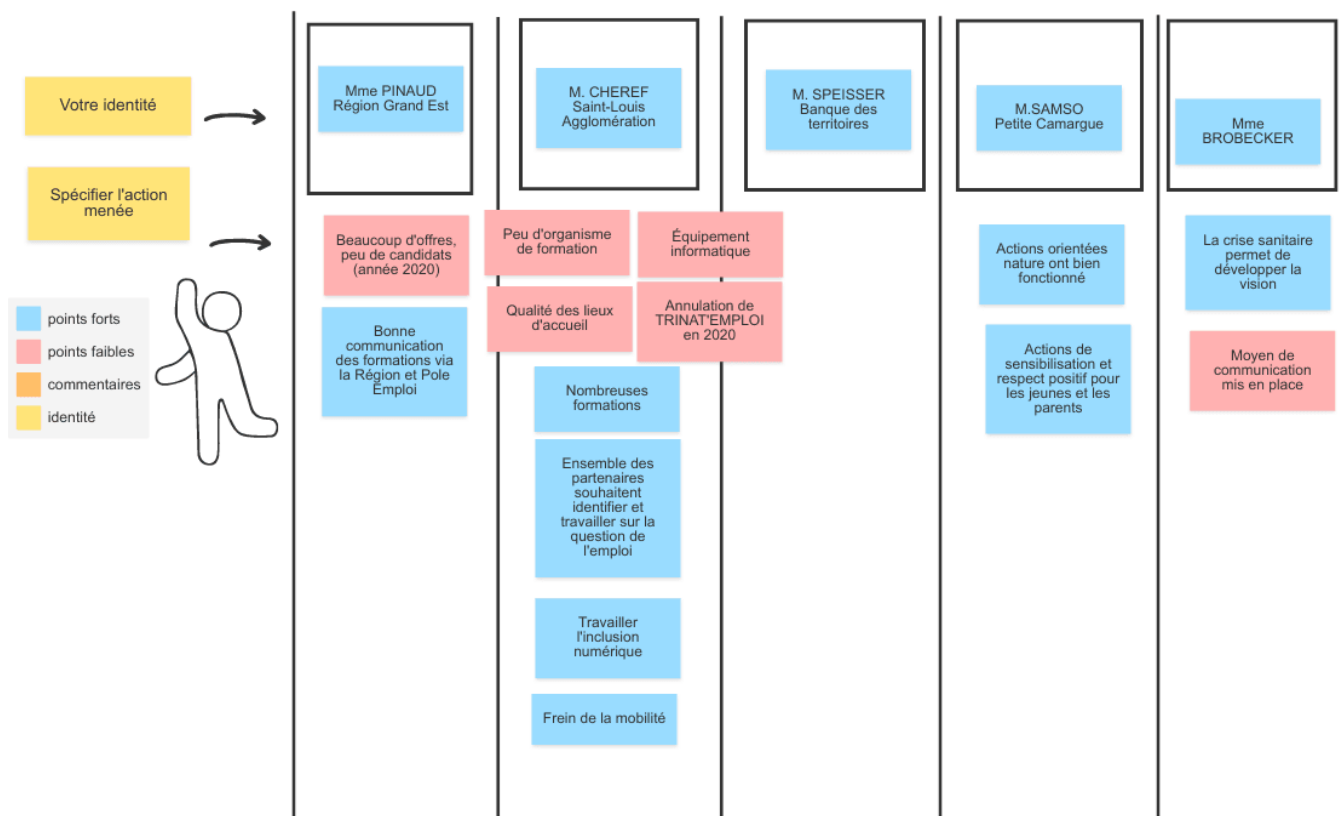 Votre identité
Spécifier l'action
menée
points forts
points faibles
commentaires
identité
Mme PINAUD
Région Grand Est
Beaucoup d'offres,
peu de candidats
(année 2020)
Bonne
communication
des formations via
la Région et Pole
Emploi
M. CHEREF
Saint-Louis
Agglomération
Peu d'organisme
de formation
Équipement
informatique
Qualité des lieux
d'accueil
Annulation de
TRINAT'EMPLOI
en 2020
Nombreuses
formations
Ensemble des
partenaires
souhaitent
identifier et
travailler sur la
question de
l'emploi
Travailler
l'inclusion
numérique
Frein de la mobilité
M. SPEISSER
Banque des
territoires
M.SAMSO
Petite Camargue
Actions orientées
nature ont bien
fonctionné
Actions de
sensibilisation et
respect positif pour
les jeunes et les
parents
Mme
BROBECKER
La crise sanitaire
permet de
développer la
vision
Moyen de
communication
mis en place